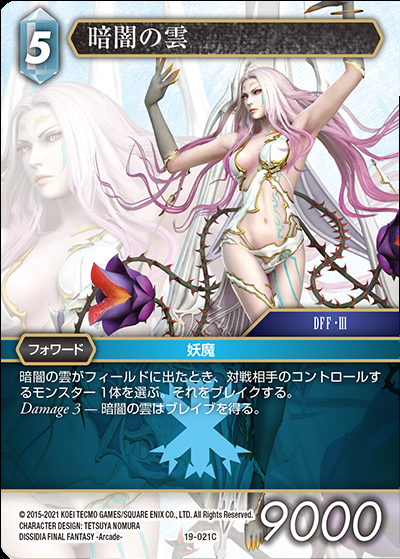 5
暗闇の雲
DFF・III
フォワード
妖魔
暗闇の雲がフィールドに出たとき、対戦相手のコントロールす
るモンスター1体を選ぶ。それをブレイクする。
Damage 3 — 暗闇の雲はブレイブを得る。
© 2015-2021 KOEI TECMO GAMES/SQUARE ENIX CO., LTD. All Rights Reserved.
CHARACTER DESIGN: TETSUYA NOMURA
DISSIDIA FINAL FANTASY -Arcade-
19-021C
9000